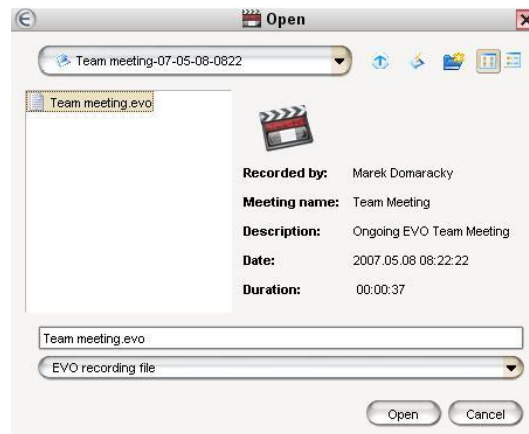 Open
Team meeting-07-05-08-0822
Team meeting.evo
Recorded by: Marek Domaracky
Meeting name: Team Meeting
Description: Ongoing EVO Team Meeting
Date: 2007.05.08 08:22:22
Duration: 00:00:37
Team meeting.evo
EVO recording file
Open Cancel